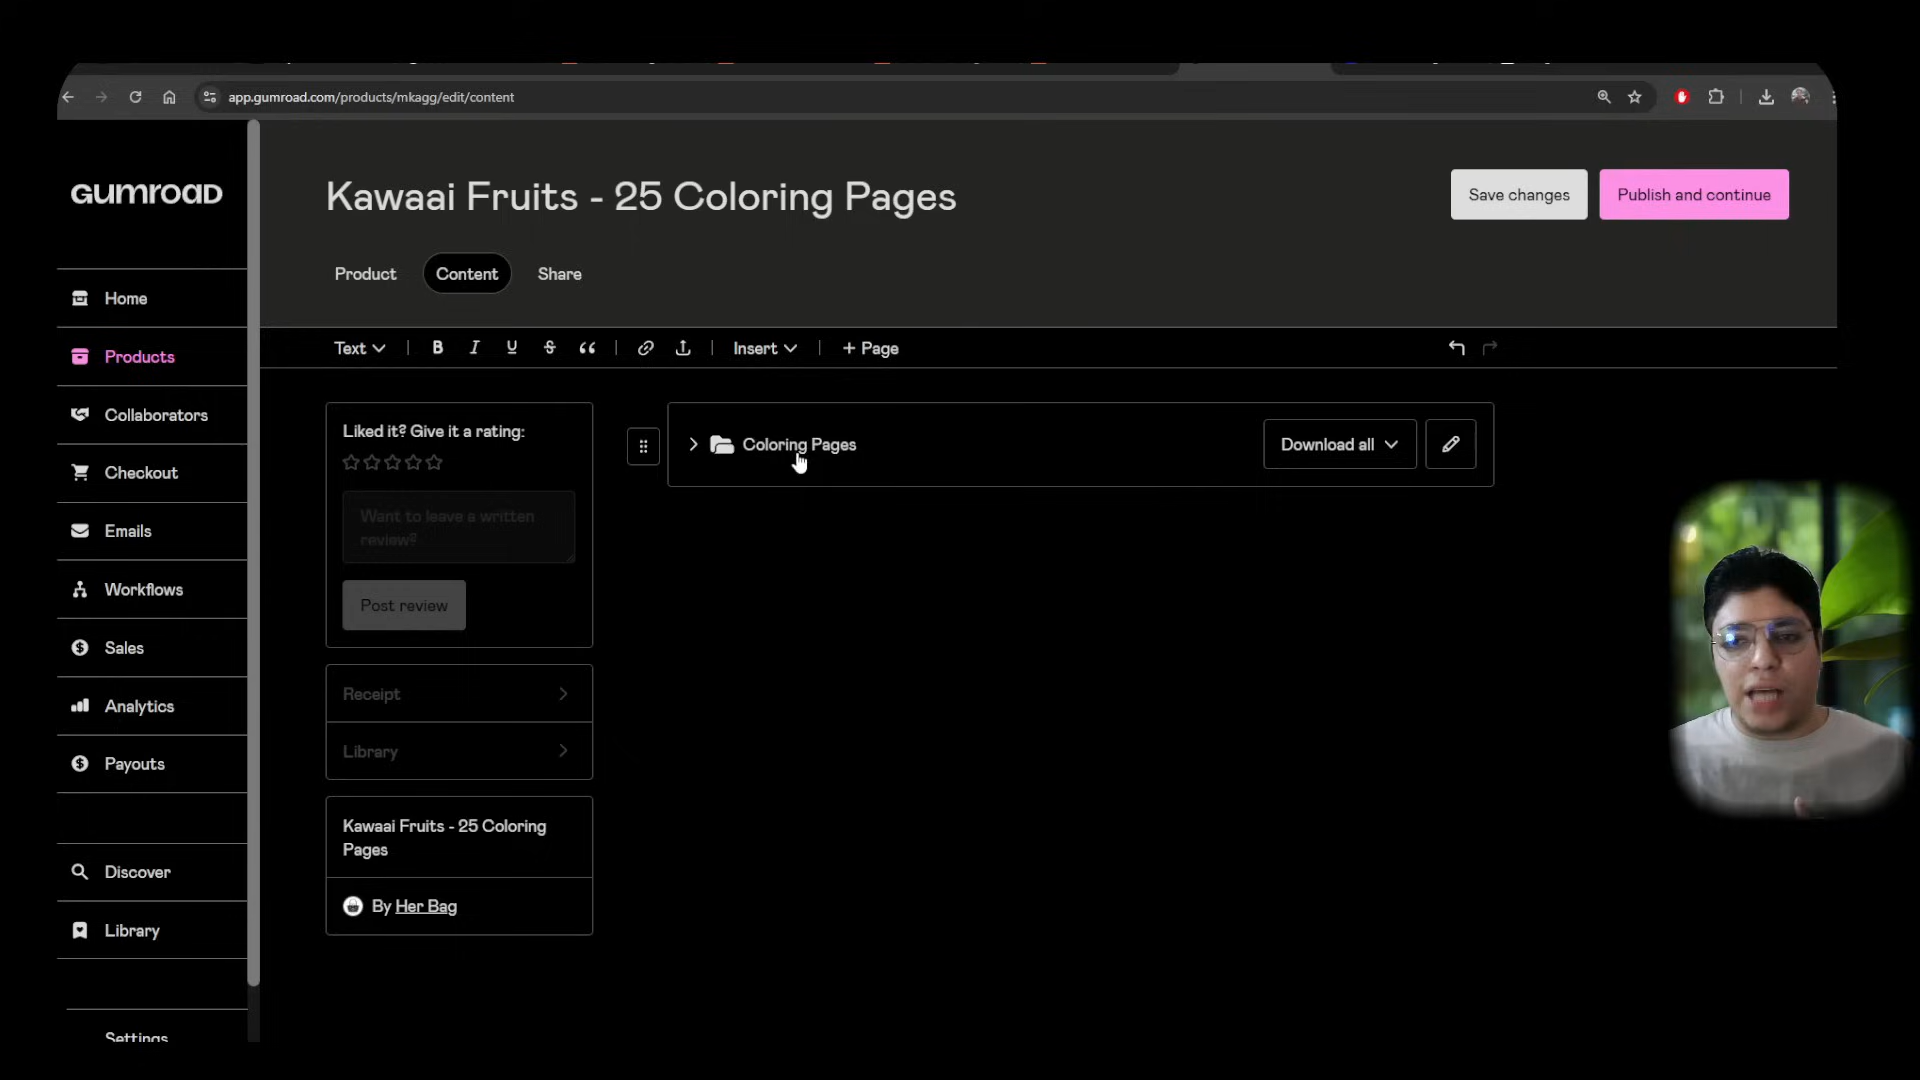 app.gumroad.com/products/mkagg/edit/content
GUMROAD
Kawaai Fruits - 25 Coloring Pages
Save changes
Publish and continue
Product
Content
Share
Home
Products
Collaborators
Checkout
Emails
Workflows
Sales
Analytics
Payouts
Discover
Library
Settings
Text
B
I
U
S
Insert
+ Page
Liked it? Give it a rating:
Want to leave a written
review?
Post review
Receipt
Library
Kawaai Fruits - 25 Coloring
Pages
By Her Bag
Coloring Pages
Download all